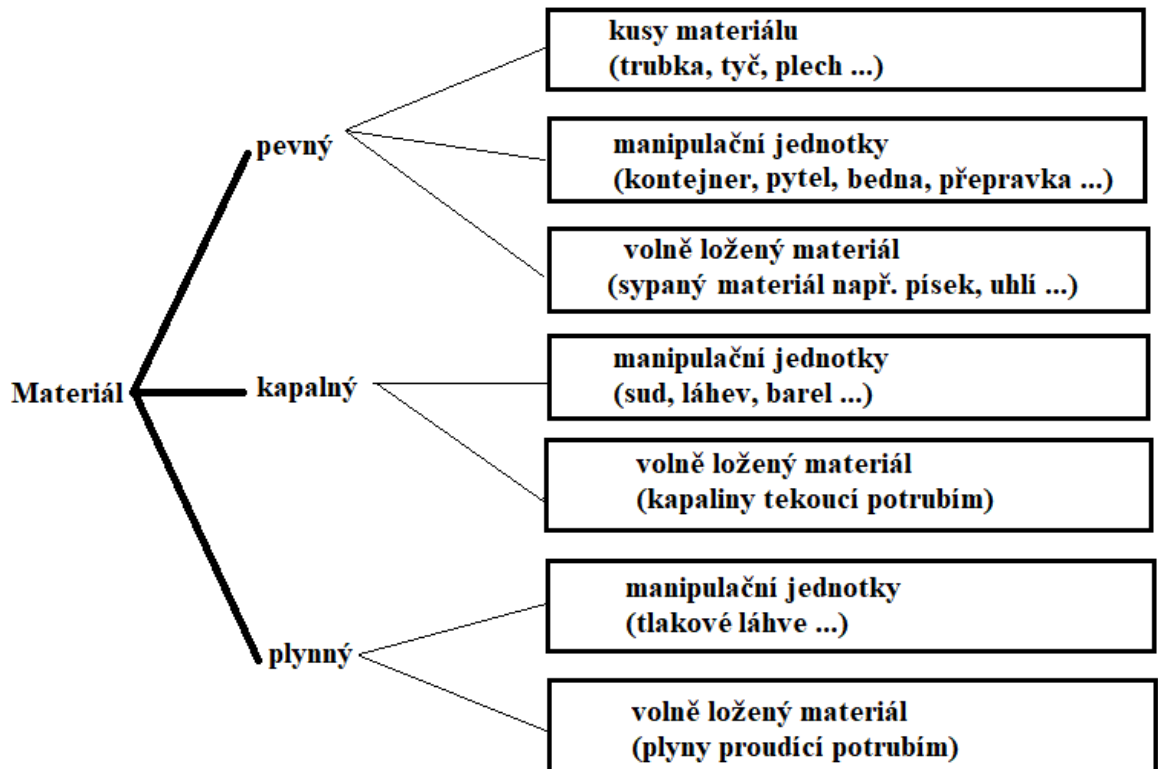 kusy materiálu
(trubka, tyč, plech ...)
pevný
manipulační jednotky
(kontejner, pytel, bedna, přepravka ...)
volně ložený materiál
(sypaný materiál např. písek, uhlí ...)
Materiál
kapalný
manipulační jednotky
(sud, láhev, barel ...)
volně ložený materiál
(kapaliny tekoucí potrubím)
plynný
manipulační jednotky
(tlakové láhve ...)
volně ložený materiál
(plyny proudící potrubím)